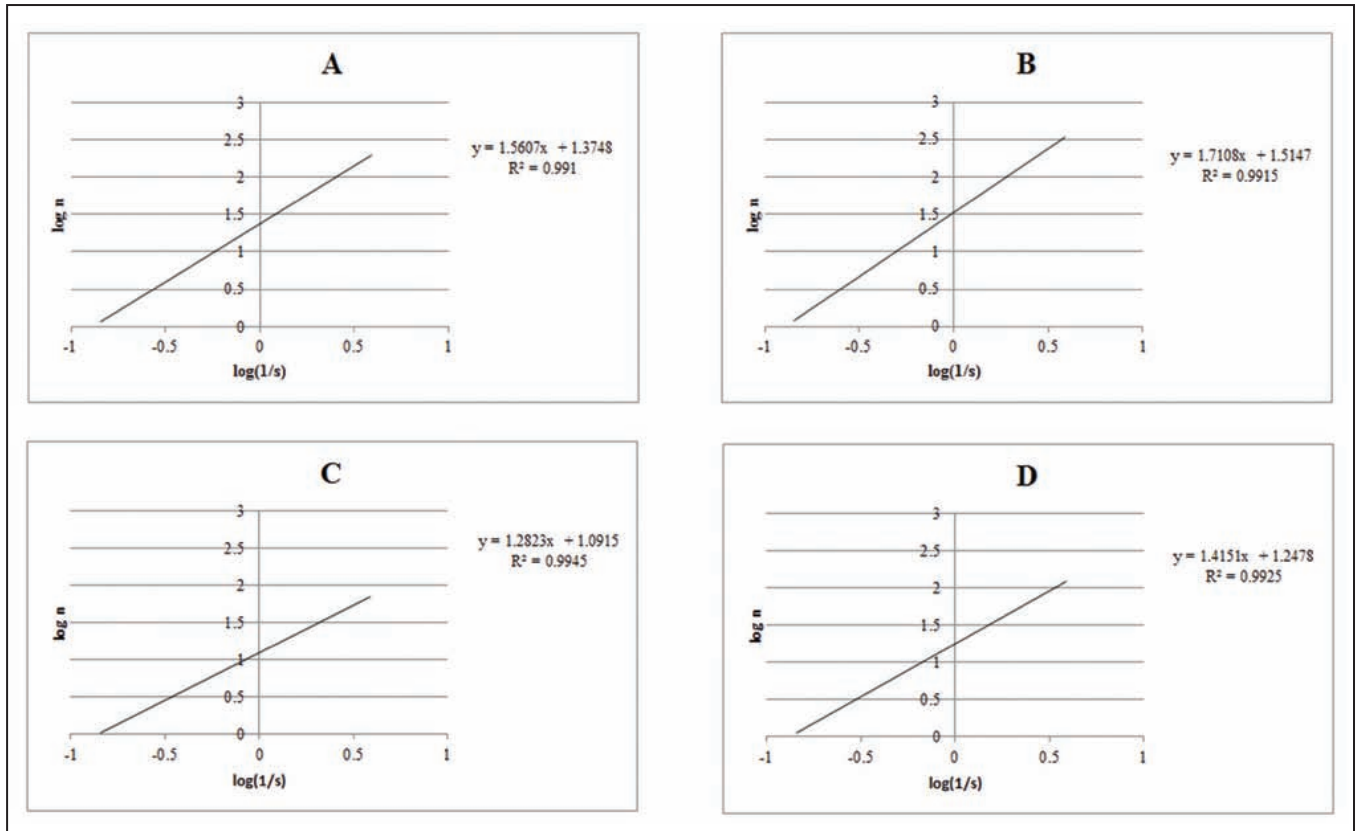 A
3
2.5
2
1.5
1
0.5
0
-1
-0.5
0
0.5
1
log n
log(1/s)
y = 1.5607x + 1.3748
R² = 0.991
B
3
2.5
2
1.5
1
0.5
0
-1
-0.5
0
0.5
1
log n
log(1/s)
y = 1.7108x + 1.5147
R² = 0.9915
C
3
2.5
2
1.5
1
0.5
0
-1
-0.5
0
0.5
1
log n
log(1/s)
y = 1.2823x + 1.0915
R² = 0.9945
D
3
2.5
2
1.5
1
0.5
0
-1
-0.5
0
0.5
1
log n
log(1/s)
y = 1.4151x + 1.2478
R² = 0.9925